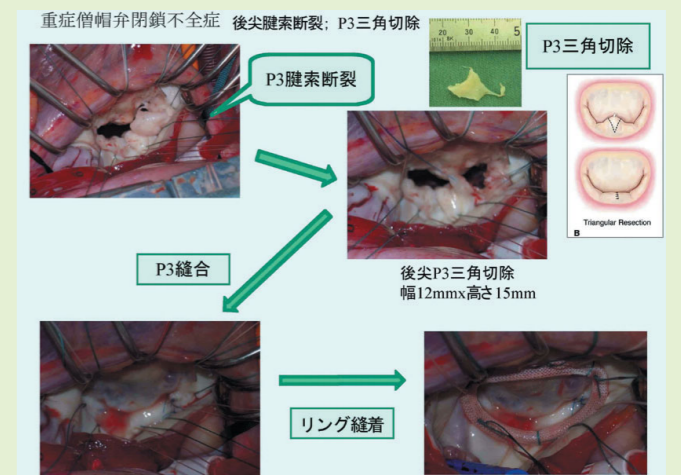 重症僧帽弁閉鎖不全症 後尖腱索断裂; P3三角切除
P3腱索断裂
20 30 40 5
P3三角切除
Triangular Resection
B
後尖P3三角切除
幅12mmx高さ15mm
P3縫合
リング縫着